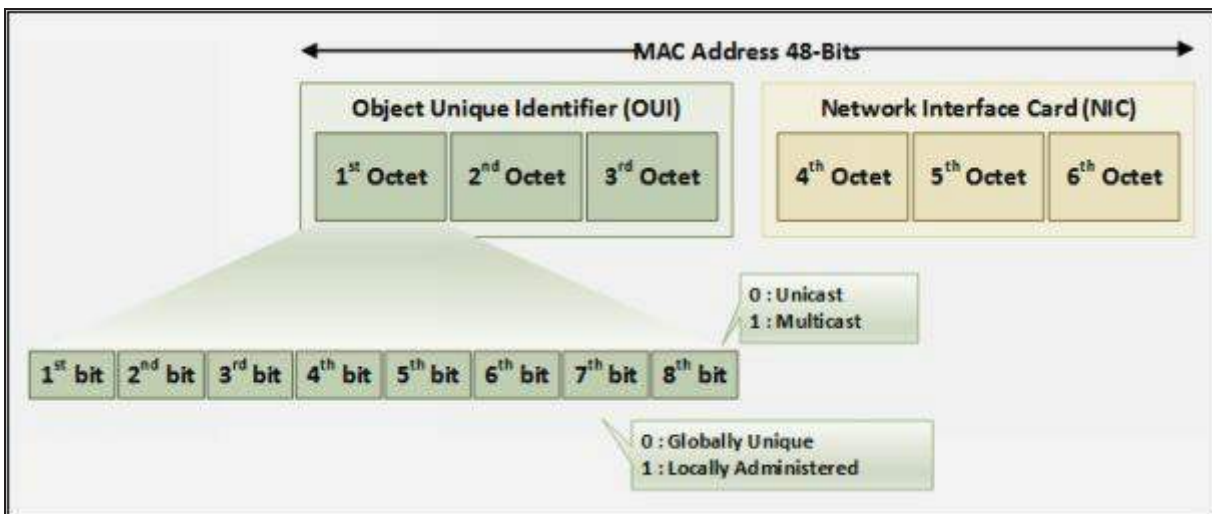 MAC Address 48-Bits
Object Unique Identifier (OUI)
Network Interface Card (NIC)
1st Octet
2nd Octet
3rd Octet
4th Octet
5th Octet
6th Octet
0 : Unicast
1 : Multicast
1st bit
2nd bit
3rd bit
4th bit
5th bit
6th bit
7th bit
8th bit
0 : Globally Unique
1 : Locally Administered